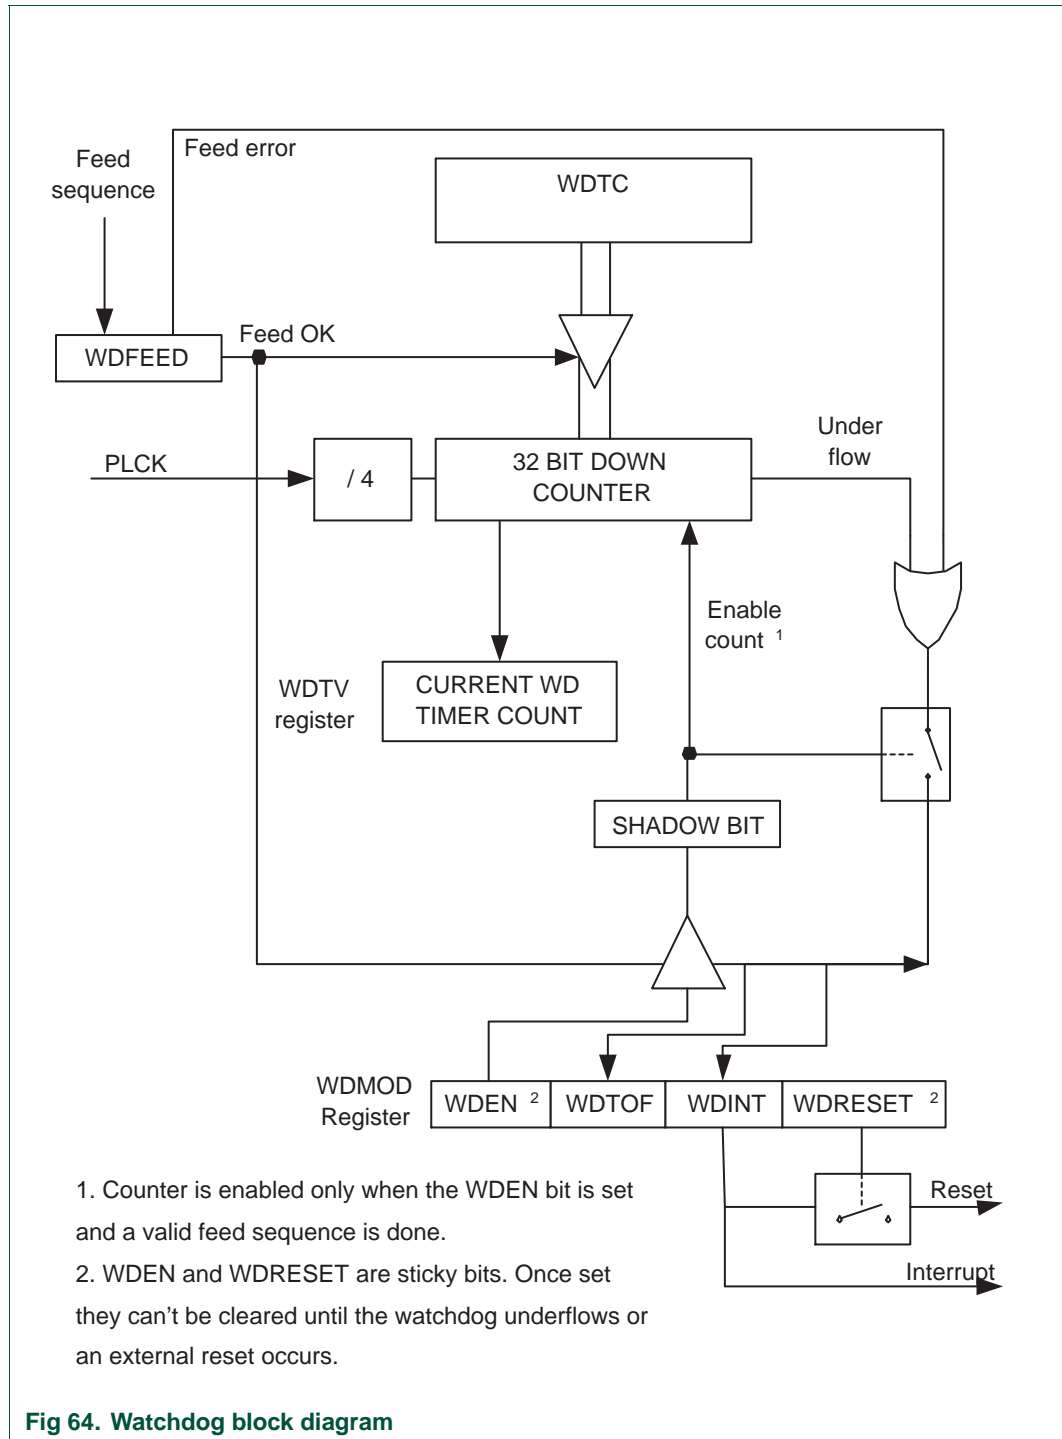 Feed error
Feed
sequence
WDTC
Feed OK
WDFEED
Under
flow
PLCK
/ 4
32 BIT DOWN
COUNTER
Enable
count 1
WDTV
register
CURRENT WD
TIMER COUNT
SHADOW BIT
WDMOD
Register
WDEN 2
WDTOF
WDINT
WDRESET 2
Reset
Interrupt
1. Counter is enabled only when the WDEN bit is set
and a valid feed sequence is done.
2. WDEN and WDRESET are sticky bits. Once set
they can't be cleared until the watchdog underflows or
an external reset occurs.
Fig 64. Watchdog block diagram